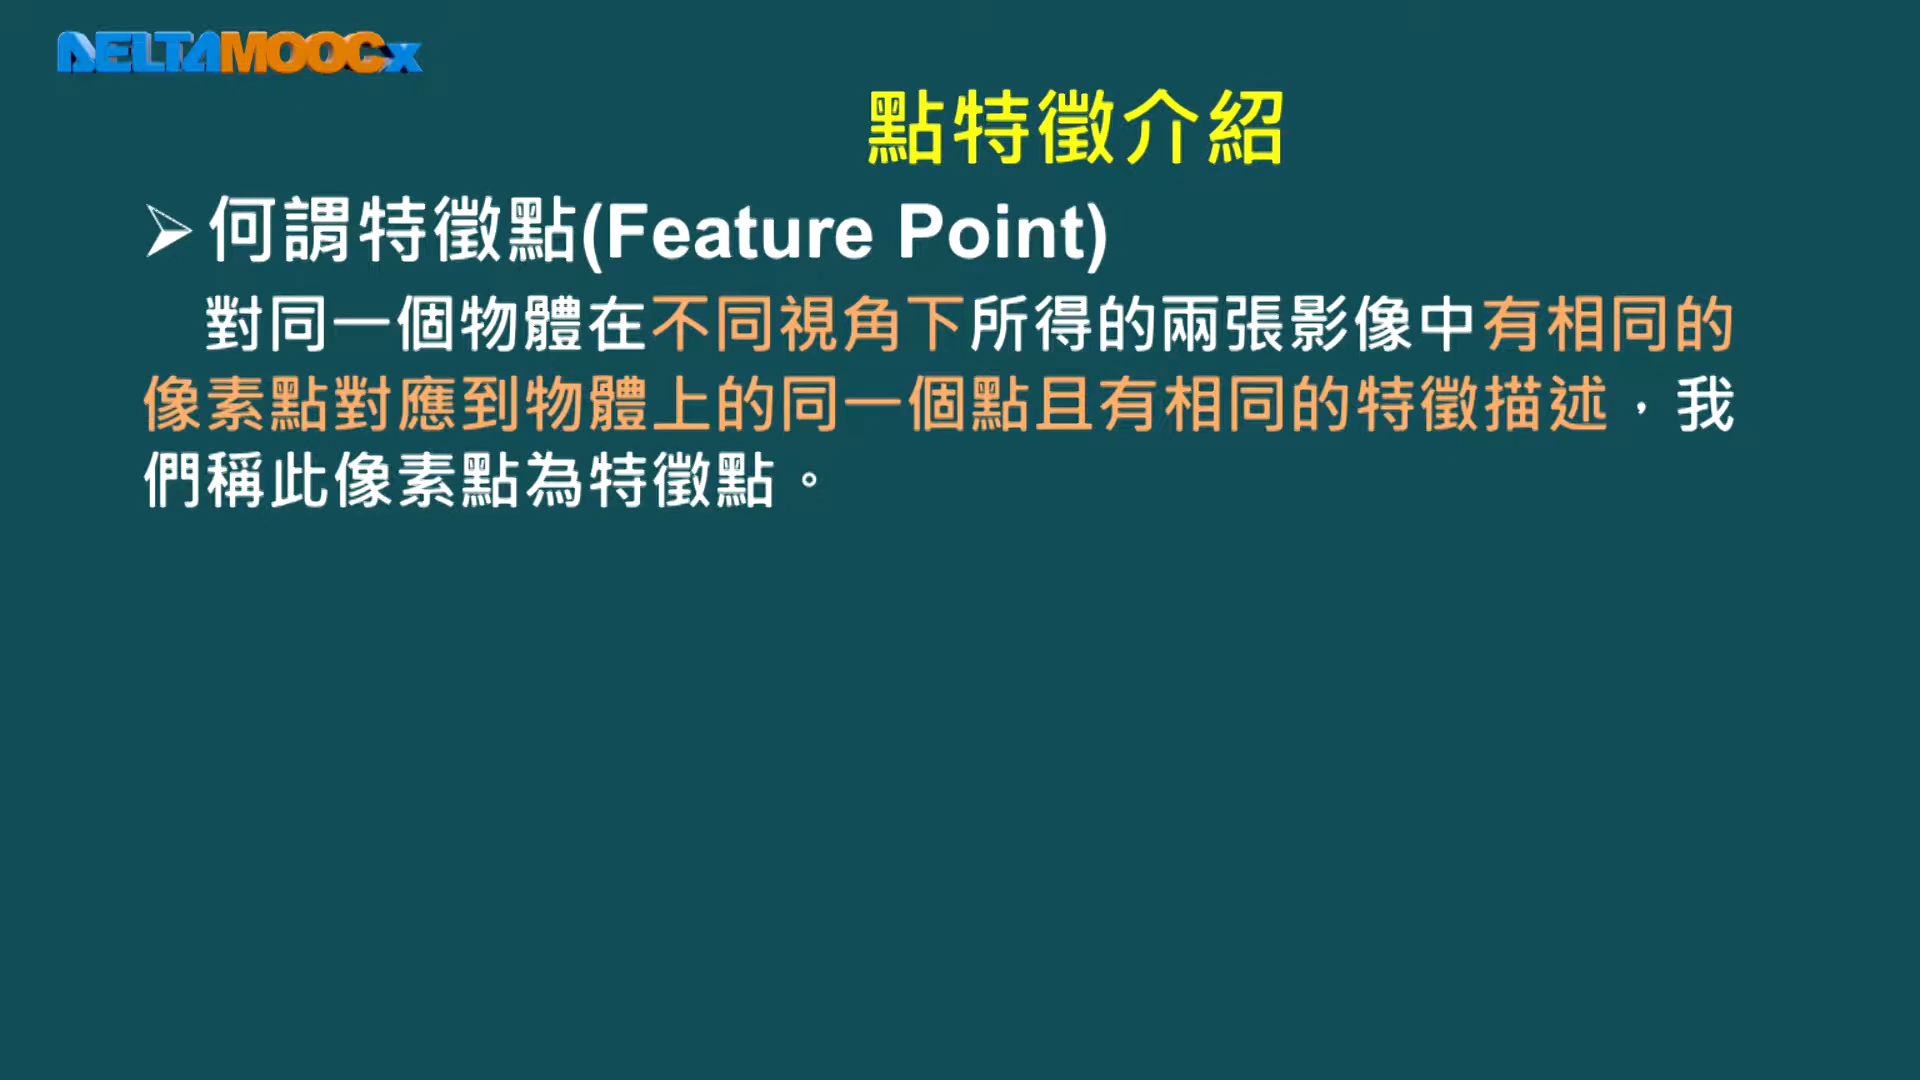 DELTAMOOCx
點特徵介紹
➢何謂特徵點(Feature Point)
對同一個物體在不同視角下所得的兩張影像中有相同的
像素點對應到物體上的同一個點且有相同的特徵描述，我
們稱此像素點為特徵點。